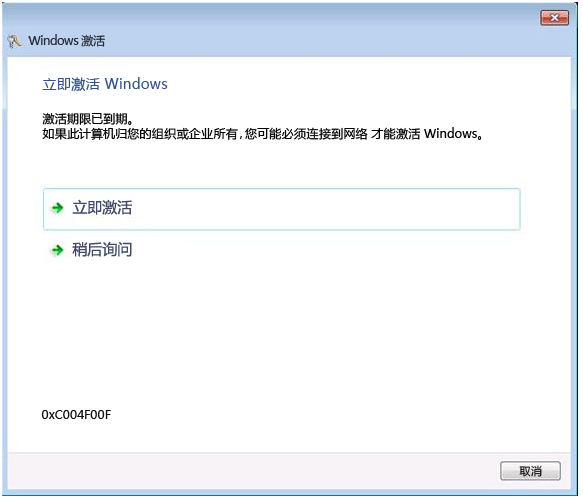 Windows 激活
立即激活 Windows
激活期限已到期。
如果此计算机归您的组织或企业所有,您可能必须连接到网络 才能激活 Windows。
立即激活
稍后询问
0xC004F00F
取消